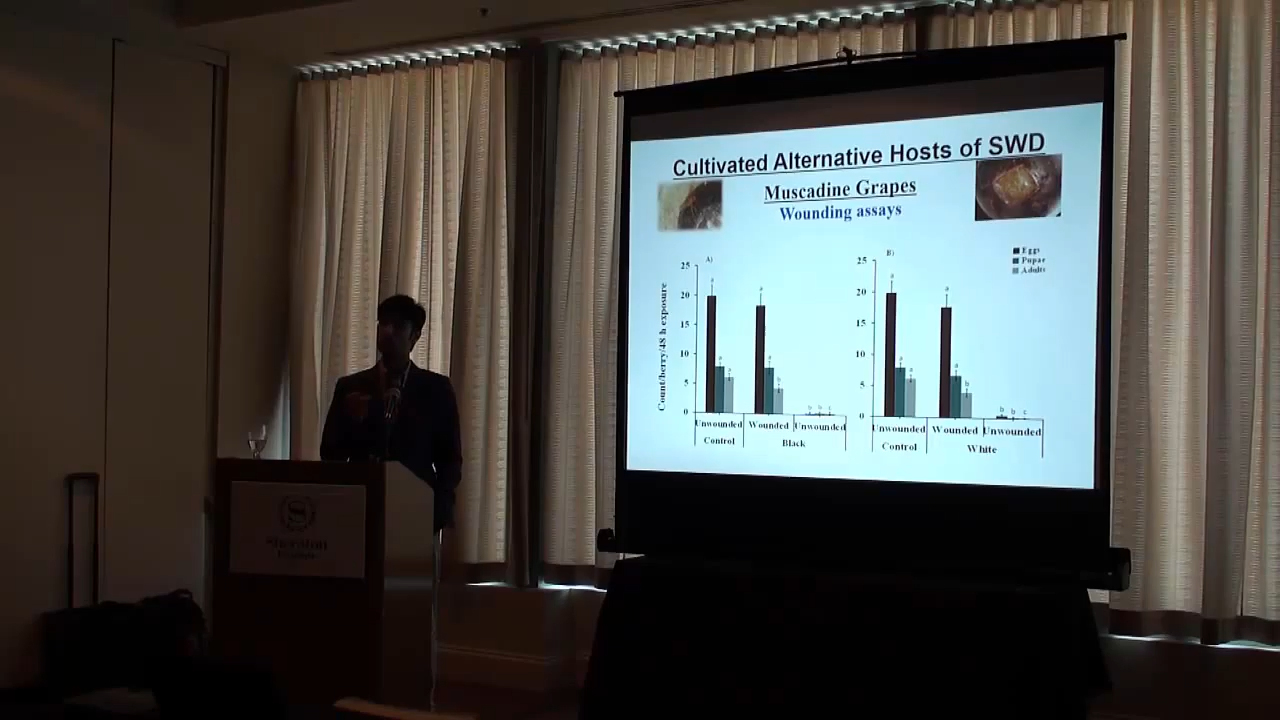 Cultivated Alternative Hosts of SWD
Muscadine Grapes
Wounding assays
Eggs
Pupae
Adults
Count/berry/48 h exposure
A)
25
20
15
10
5
0
a
a
a
a
a
b
b b c
Unwounded Wounded Unwounded
Control Black
B)
25
20
15
10
5
0
a
a
a
a
a
b
b b c
Unwounded Wounded Unwounded
Control White
S
Sheraton